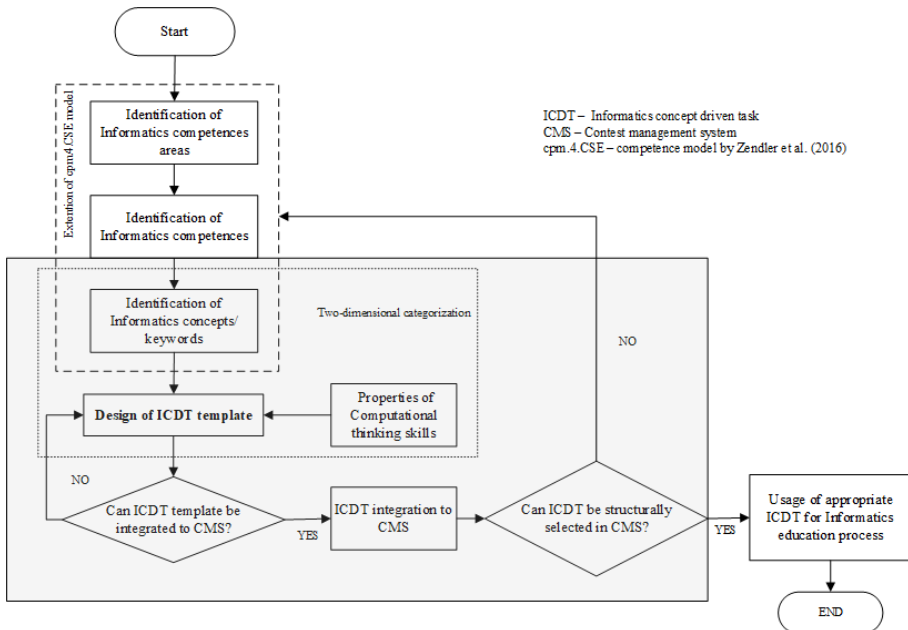 Start
Extention of cpm4.CSE model
Identification of
Informatics competences
areas
ICDT – Informatics concept driven task
CMS – Contest management system
cpm.4.CSE – competence model by Zendler et al. (2016)
Identification of
Informatics competences
Identification of
Informatics concepts/
keywords
Two-dimensional categorization
NO
Design of ICDT template
Properties of
Computational
thinking skills
NO
Can ICDT template be
integrated to CMS?
YES
ICDT integration to
CMS
Can ICDT be structurally
selected in CMS?
YES
Usage of appropriate
ICDT for Informatics
education process
END